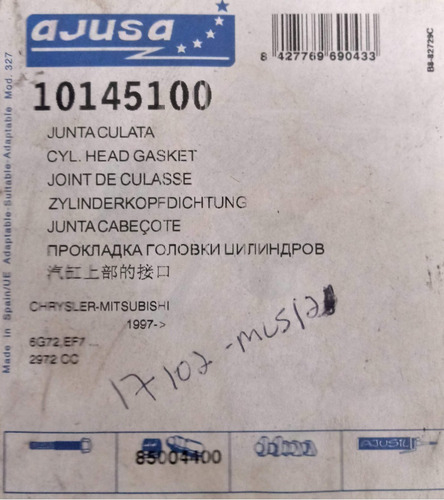 AJUSA
8 427769 690433
B8-82729C
10145100
JUNTA CULATA
CYL. HEAD GASKET
JOINT DE CULASSE
ZYLINDERKOPFDICHTUNG
JUNTA CABEÇOTE
ПРОКЛАДКА ГОЛОВКИ ЦИЛИНДРОВ
汽缸上部的接口
CHRYSLER-MITSUBISHI
1997->
6G72,EF7 ...
2972 CC
Made in Spain/UE Adaptable-Suitable-Adaptable Mod. 327
85004400
AJUSIL